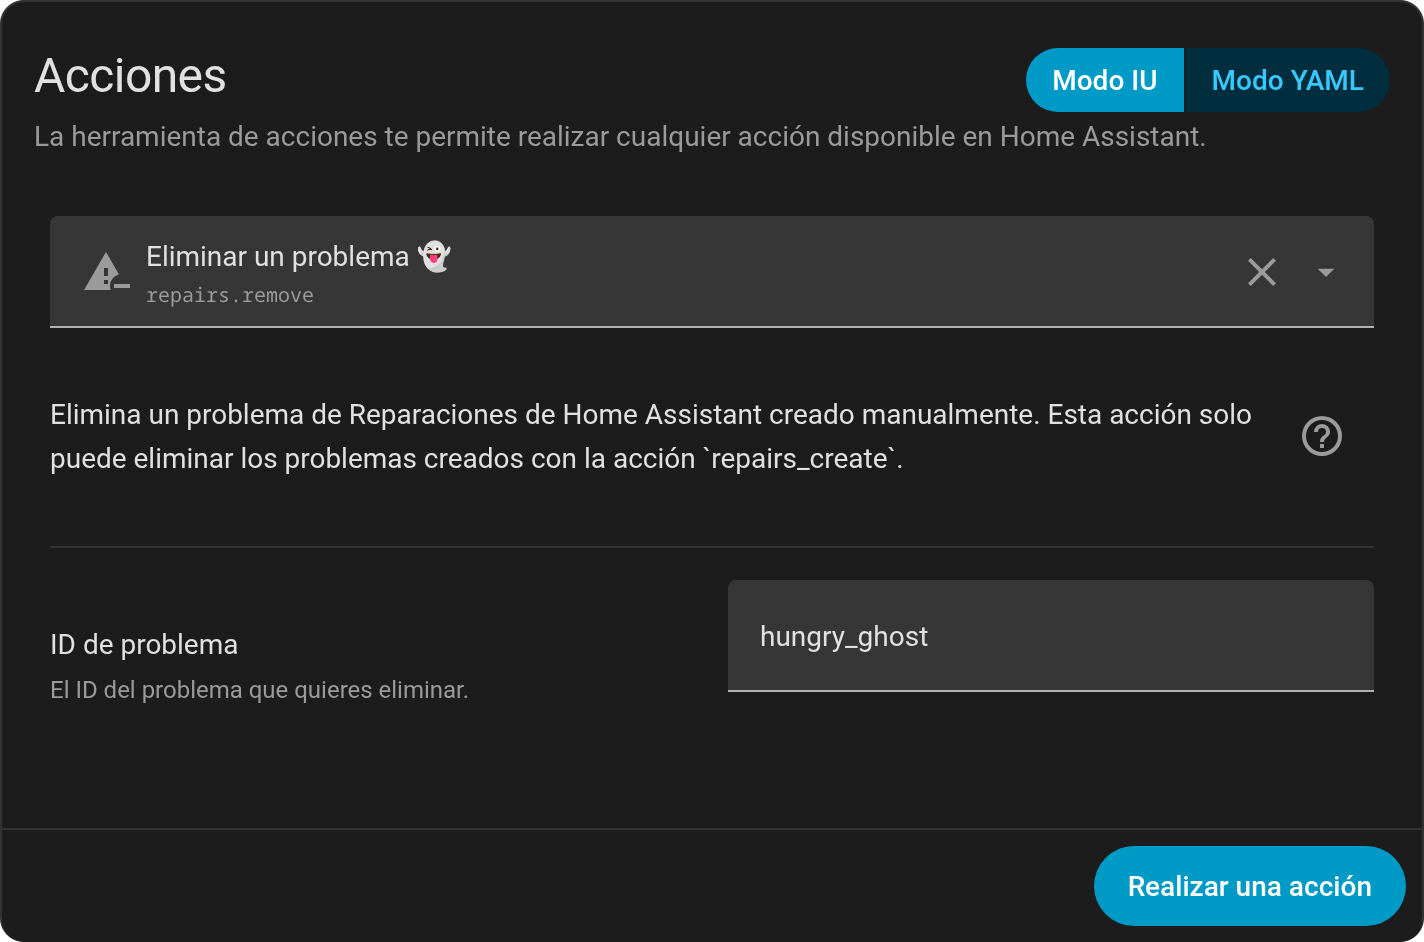 Acciones
Modo IU
Modo YAML
La herramienta de acciones te permite realizar cualquier acción disponible en Home Assistant.
Eliminar un problema 👻
repairs.remove
Elimina un problema de Reparaciones de Home Assistant creado manualmente. Esta acción solo
puede eliminar los problemas creados con la acción `repairs_create`.
ID de problema
El ID del problema que quieres eliminar.
hungry_ghost
Realizar una acción